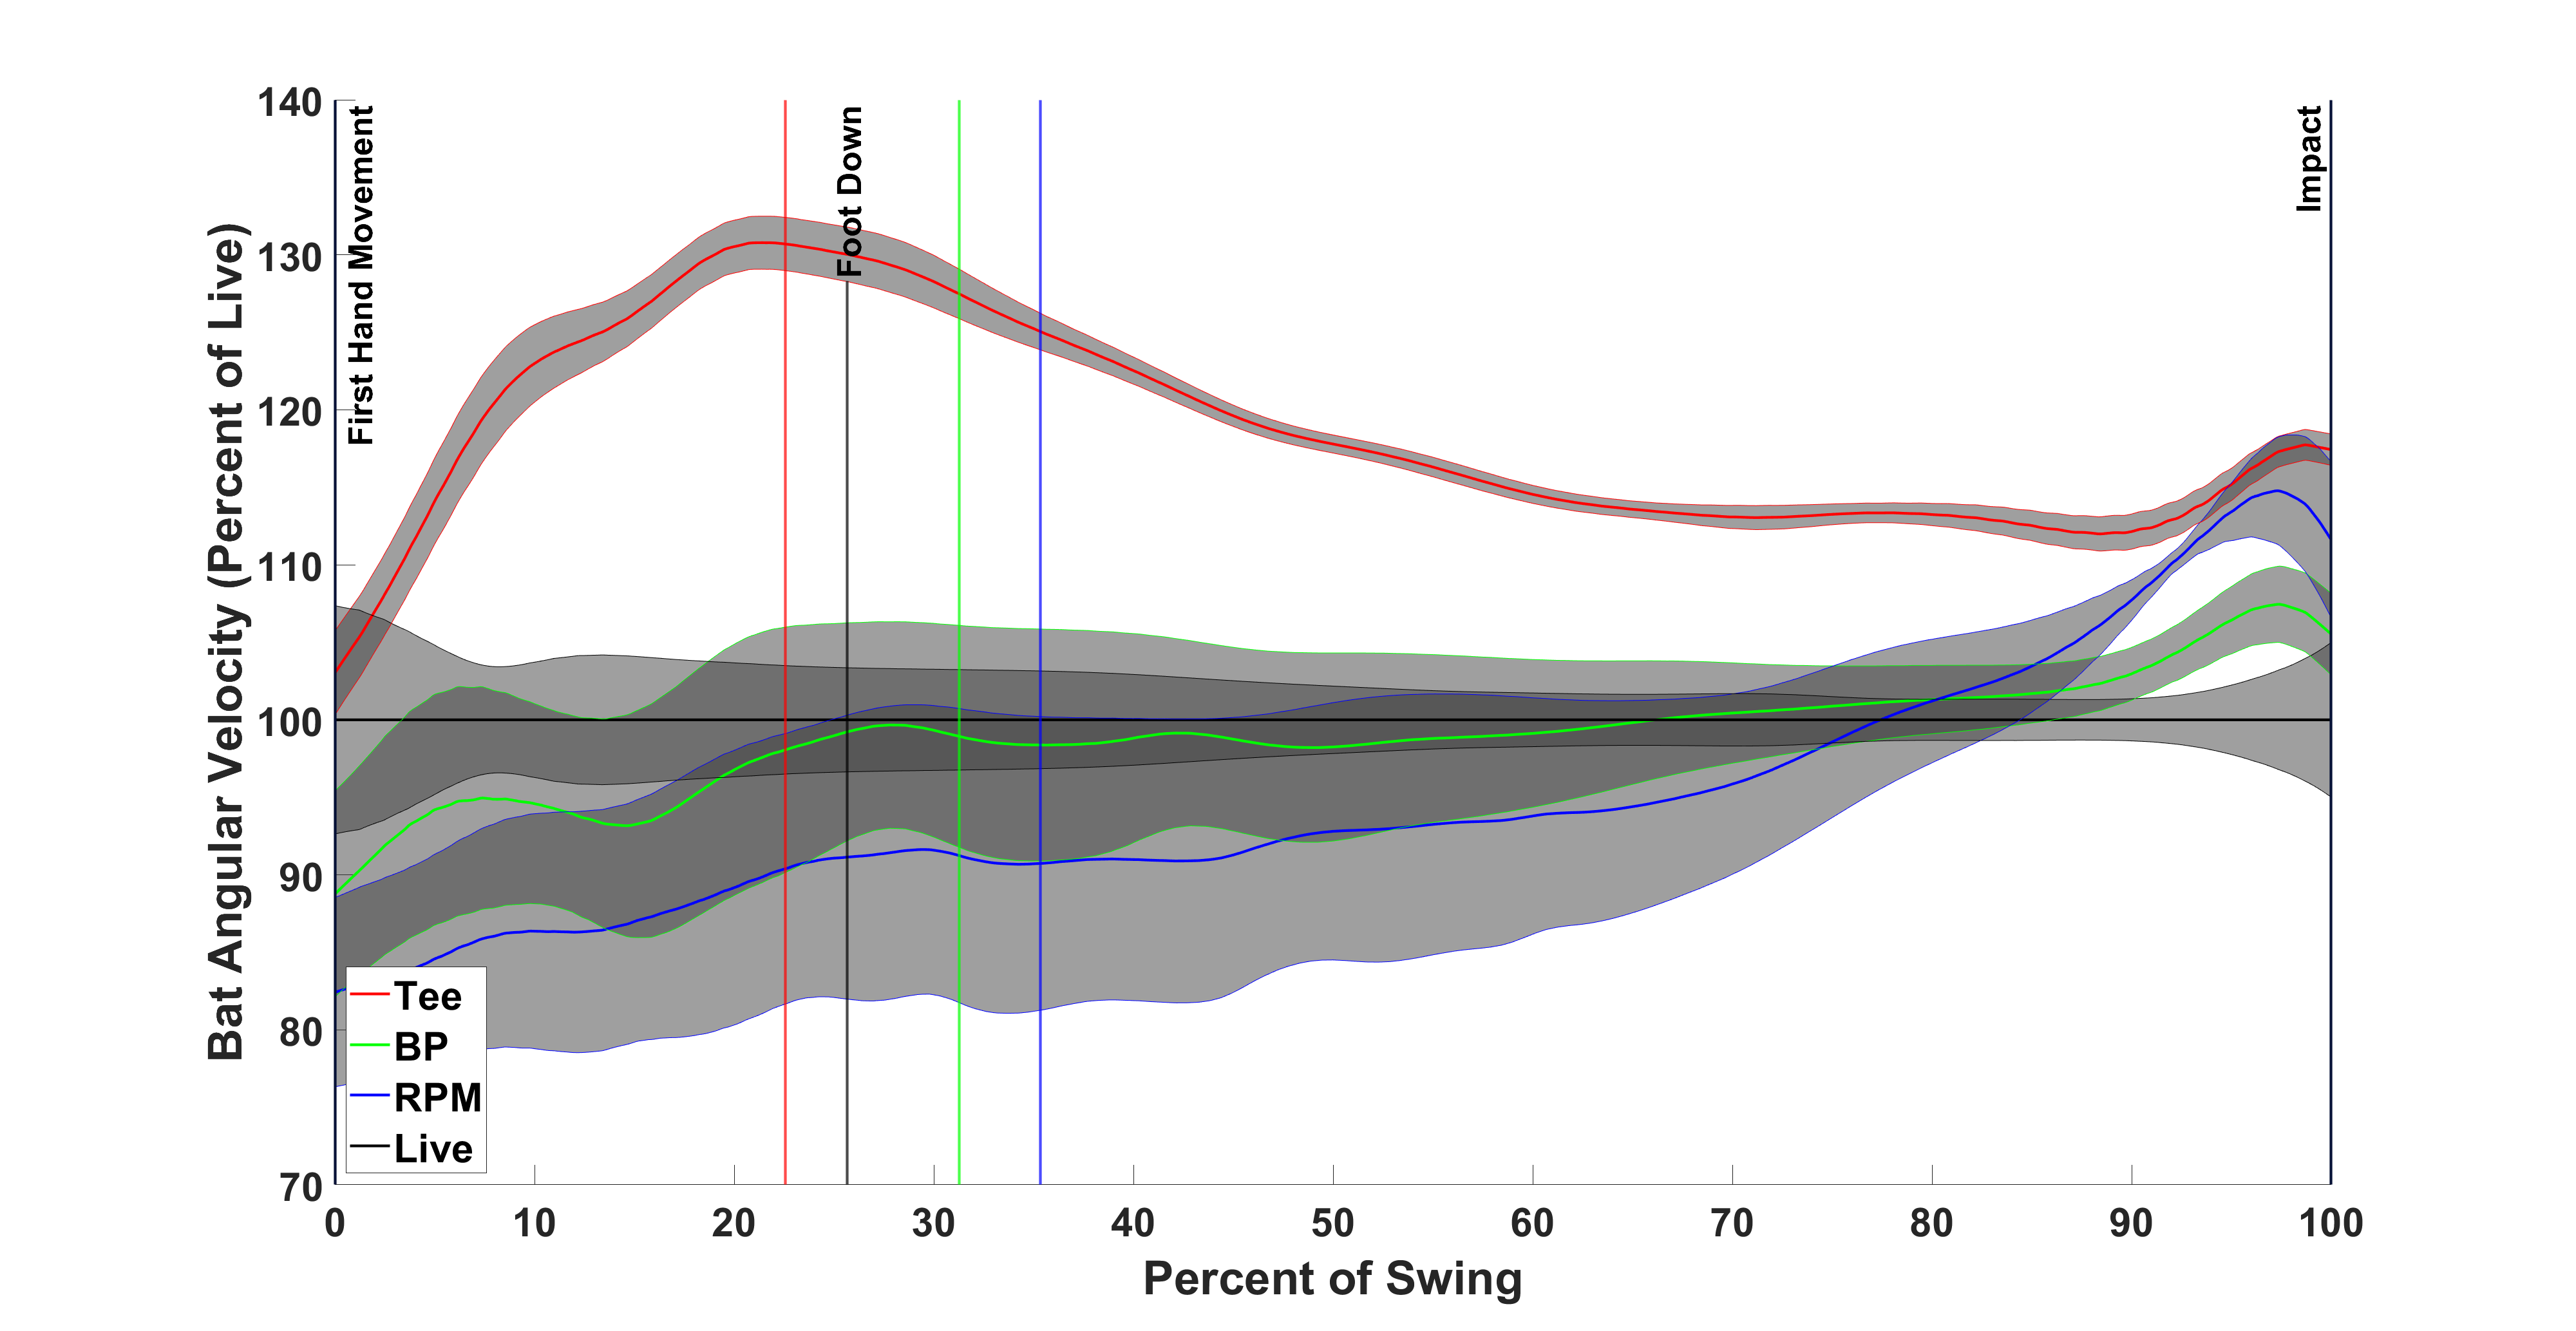 140
130
120
110
100
90
80
70
Bat Angular Velocity (Percent of Live)
First Hand Movement
Foot Down
Impact
Tee
BP
RPM
Live
0 10 20 30 40 50 60 70 80 90 100
Percent of Swing